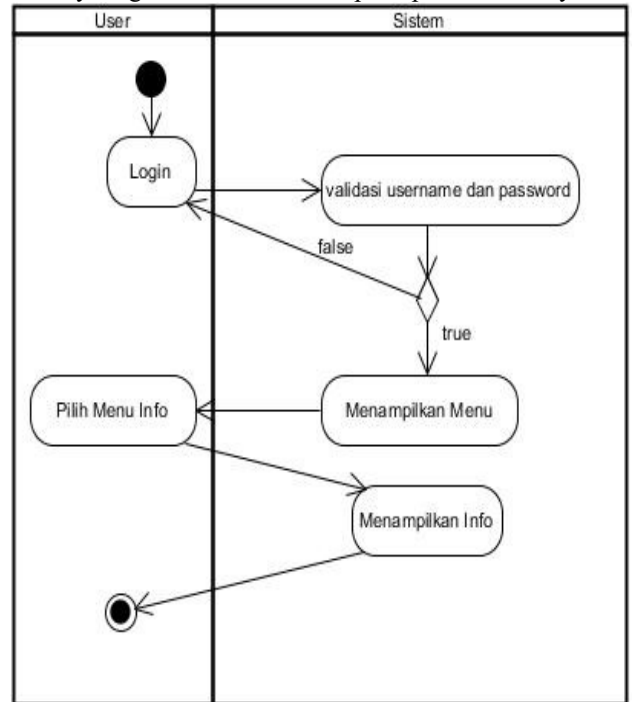 User
Sistem
Login
validasi username dan password
false
true
Pilih Menu Info
Menampilkan Menu
Menampilkan Info